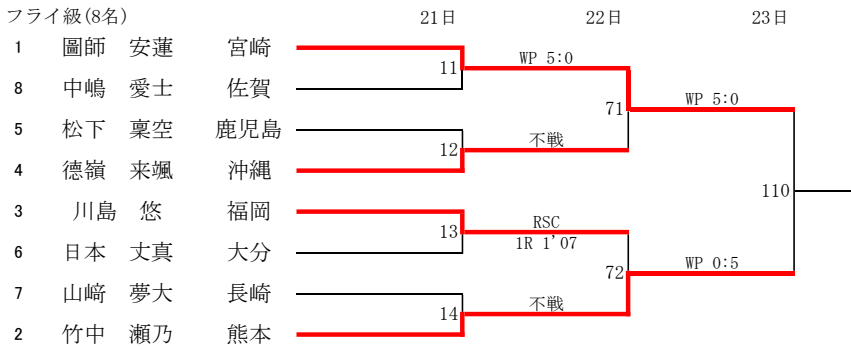 フライ級(8名) 21日 22日 23日
1 圖師 安蓮 宮崎
11 WP 5:0
8 中嶋 愛士 佐賀
71 WP 5:0
5 松下 稟空 鹿児島
12 不戦
4 德嶺 来颯 沖縄
110
3 川島 悠 福岡
13 RSC
1R 1'07
6 日本 丈真 大分
72 WP 0:5
7 山﨑 夢大 長崎
14 不戦
2 竹中 瀬乃 熊本